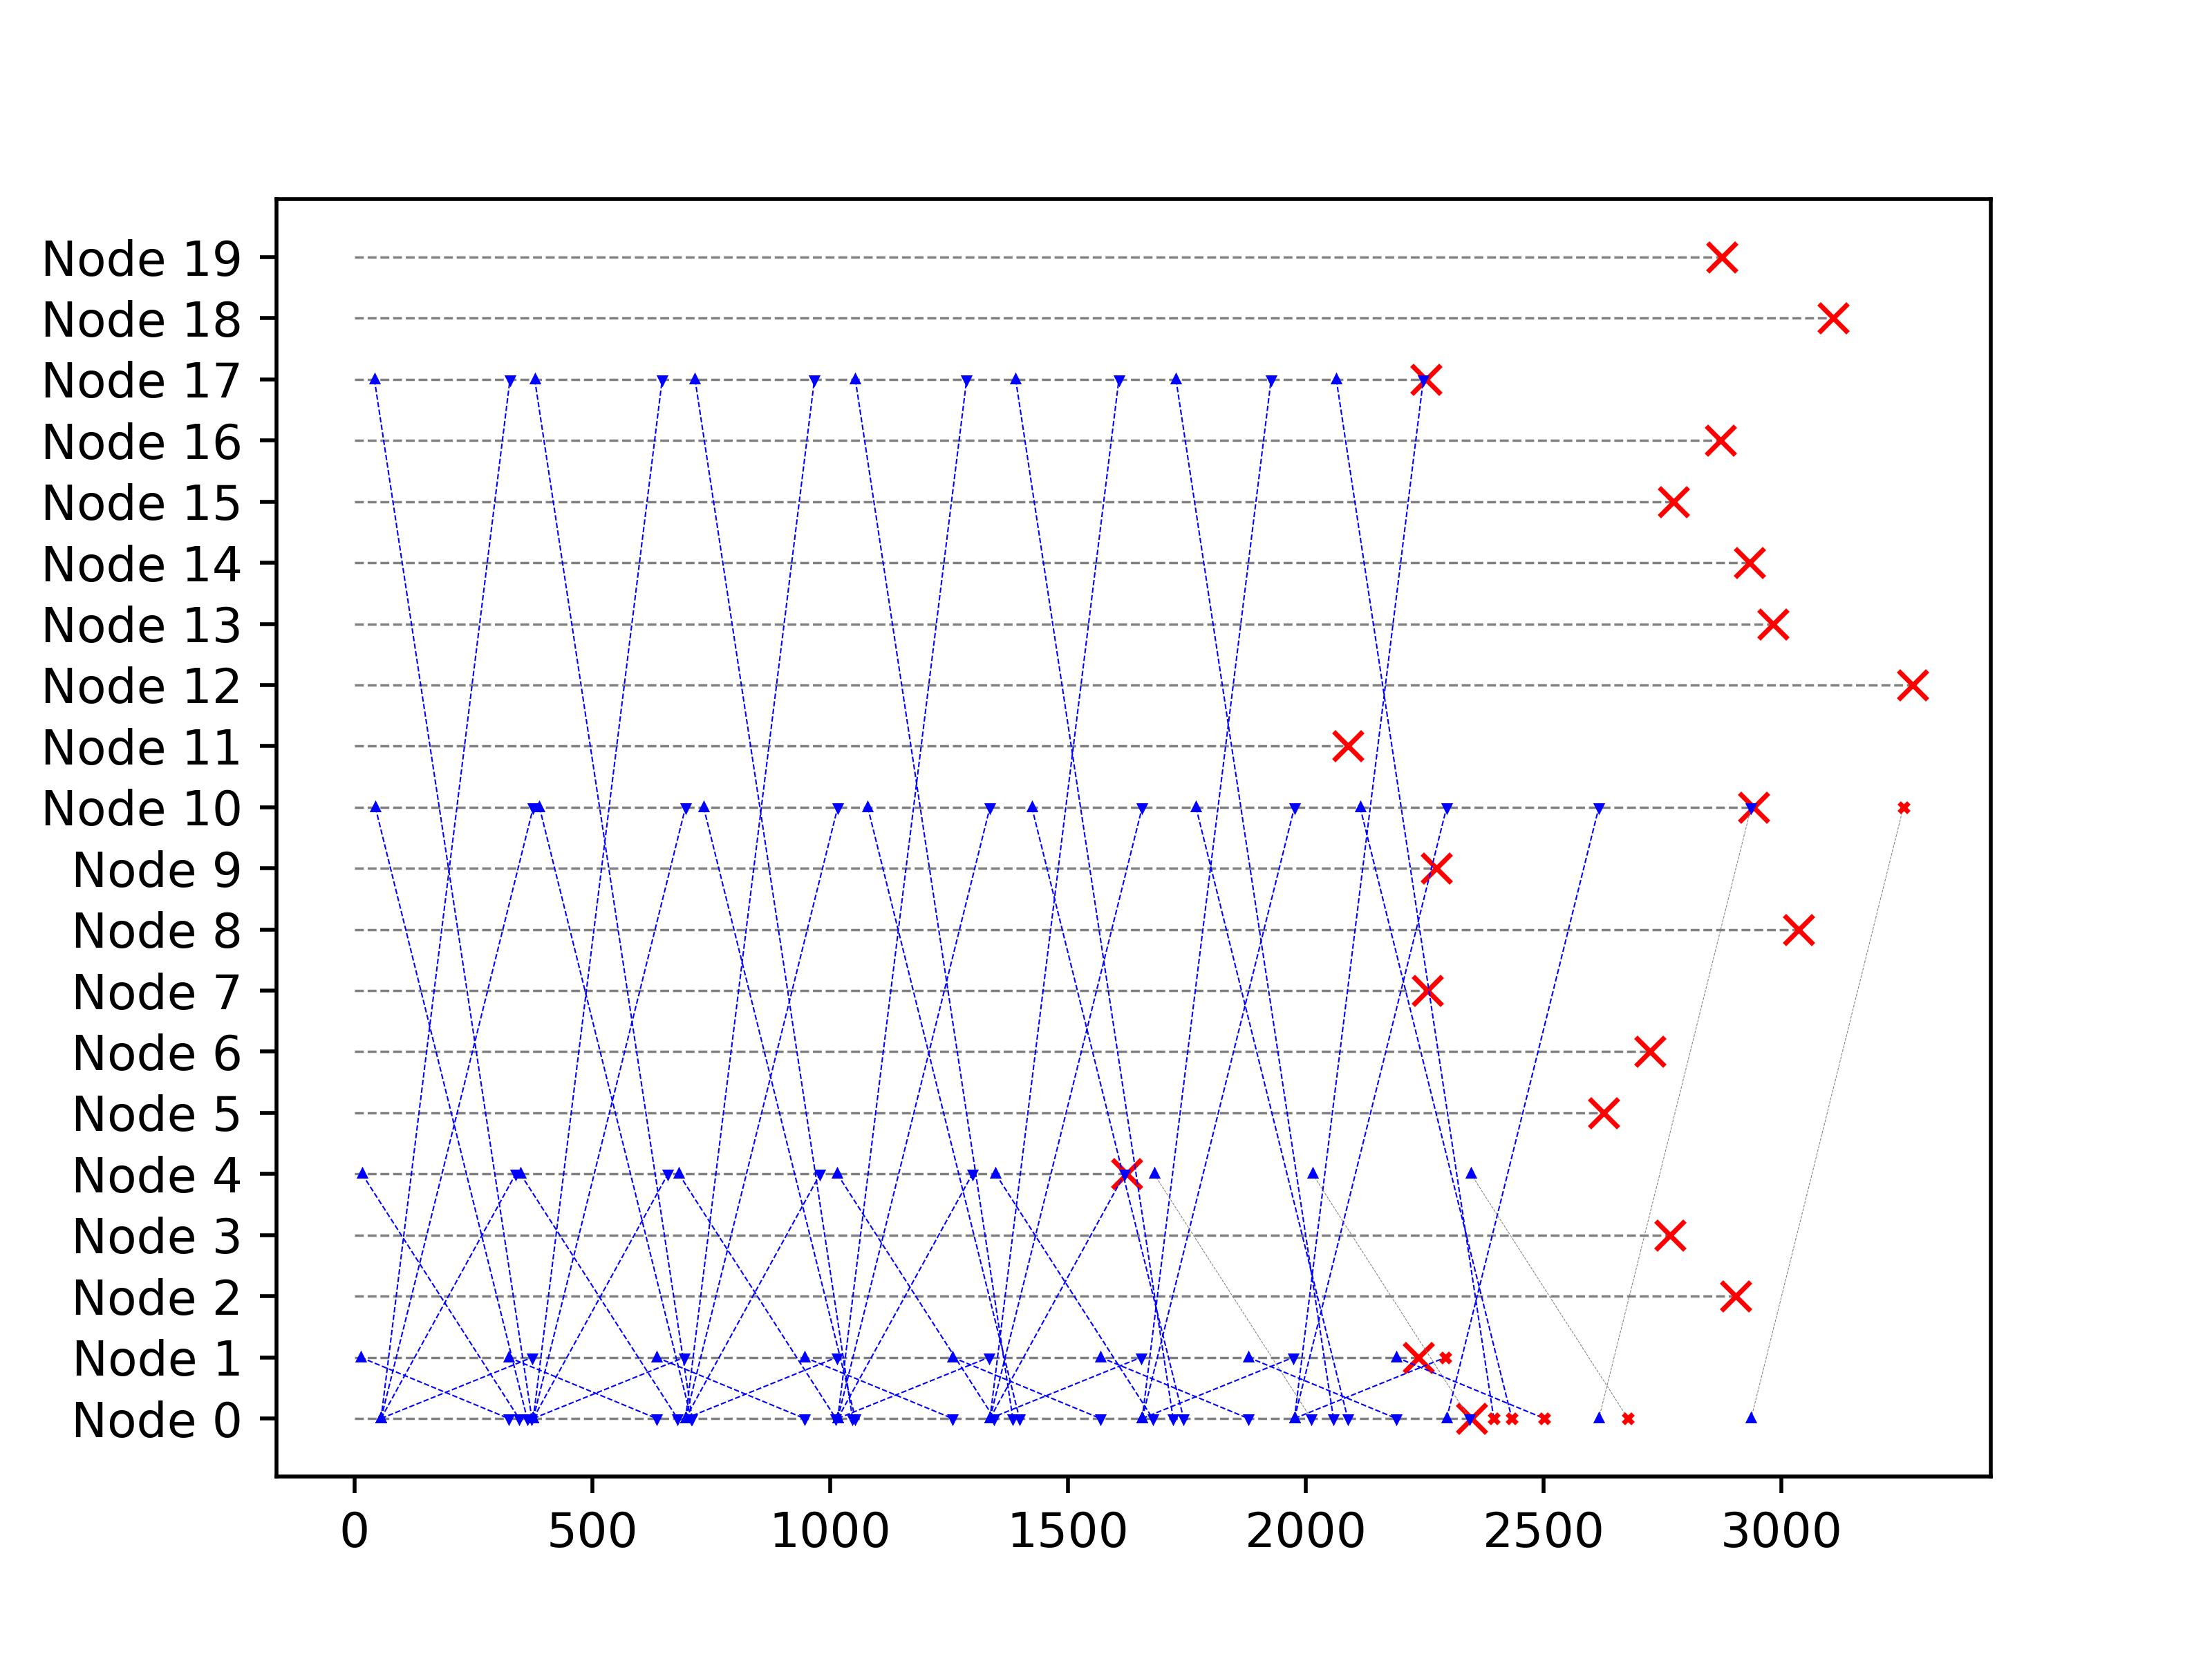 Node 19
Node 18
Node 17
Node 16
Node 15
Node 14
Node 13
Node 12
Node 11
Node 10
Node 9
Node 8
Node 7
Node 6
Node 5
Node 4
Node 3
Node 2
Node 1
Node 0
0 500 1000 1500 2000 2500 3000